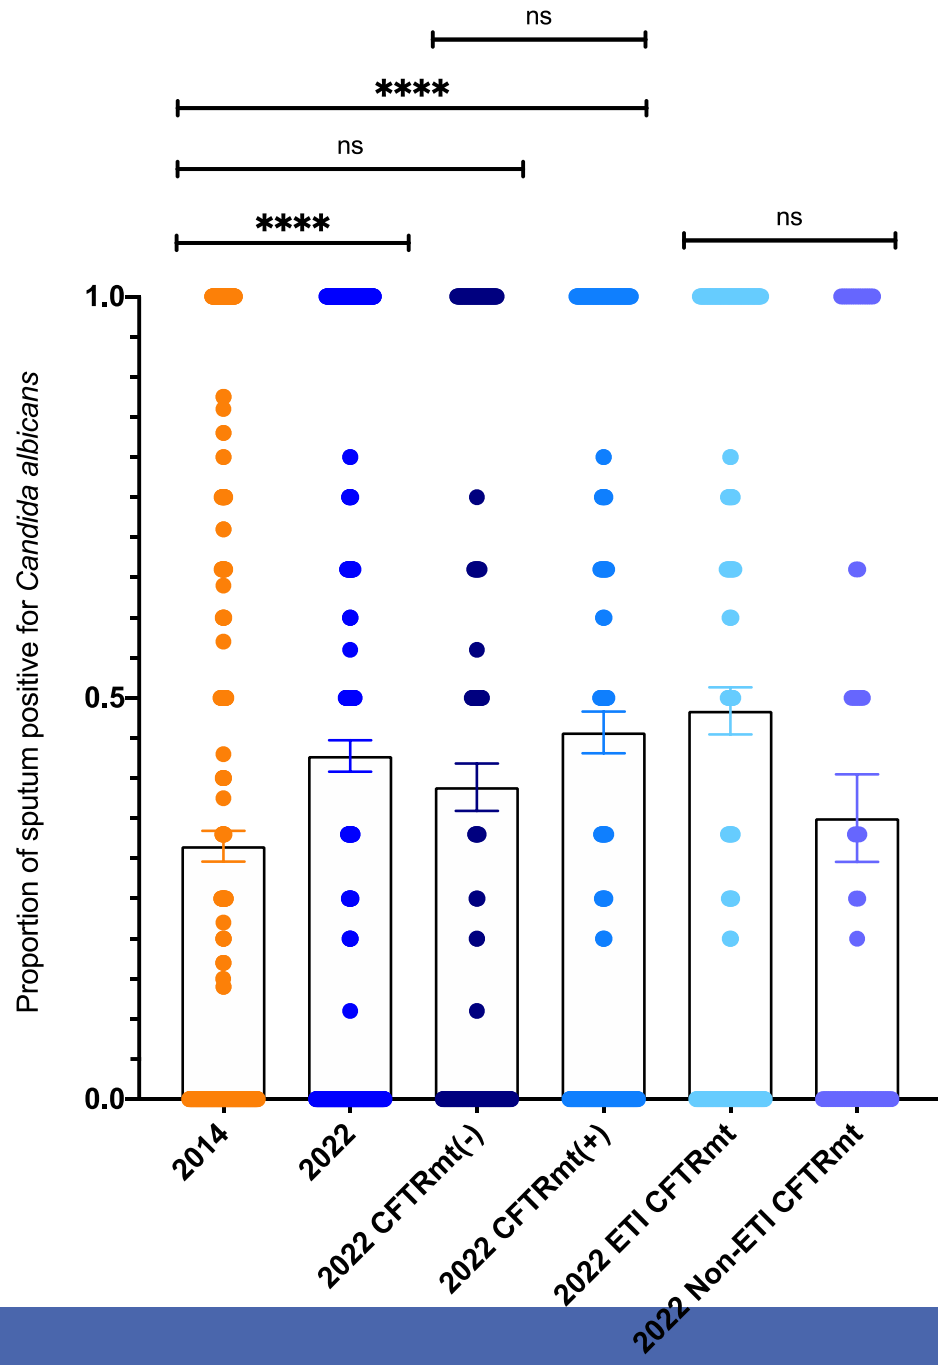 ns
****
ns
****
ns
1.0
0.5
0.0
Proportion of sputum positive for Candida albicans
2014
2022
2022 CFTRmt(-)
2022 CFTRmt(+)
2022 ETI CFTRmt
2022 Non-ETI CFTRmt